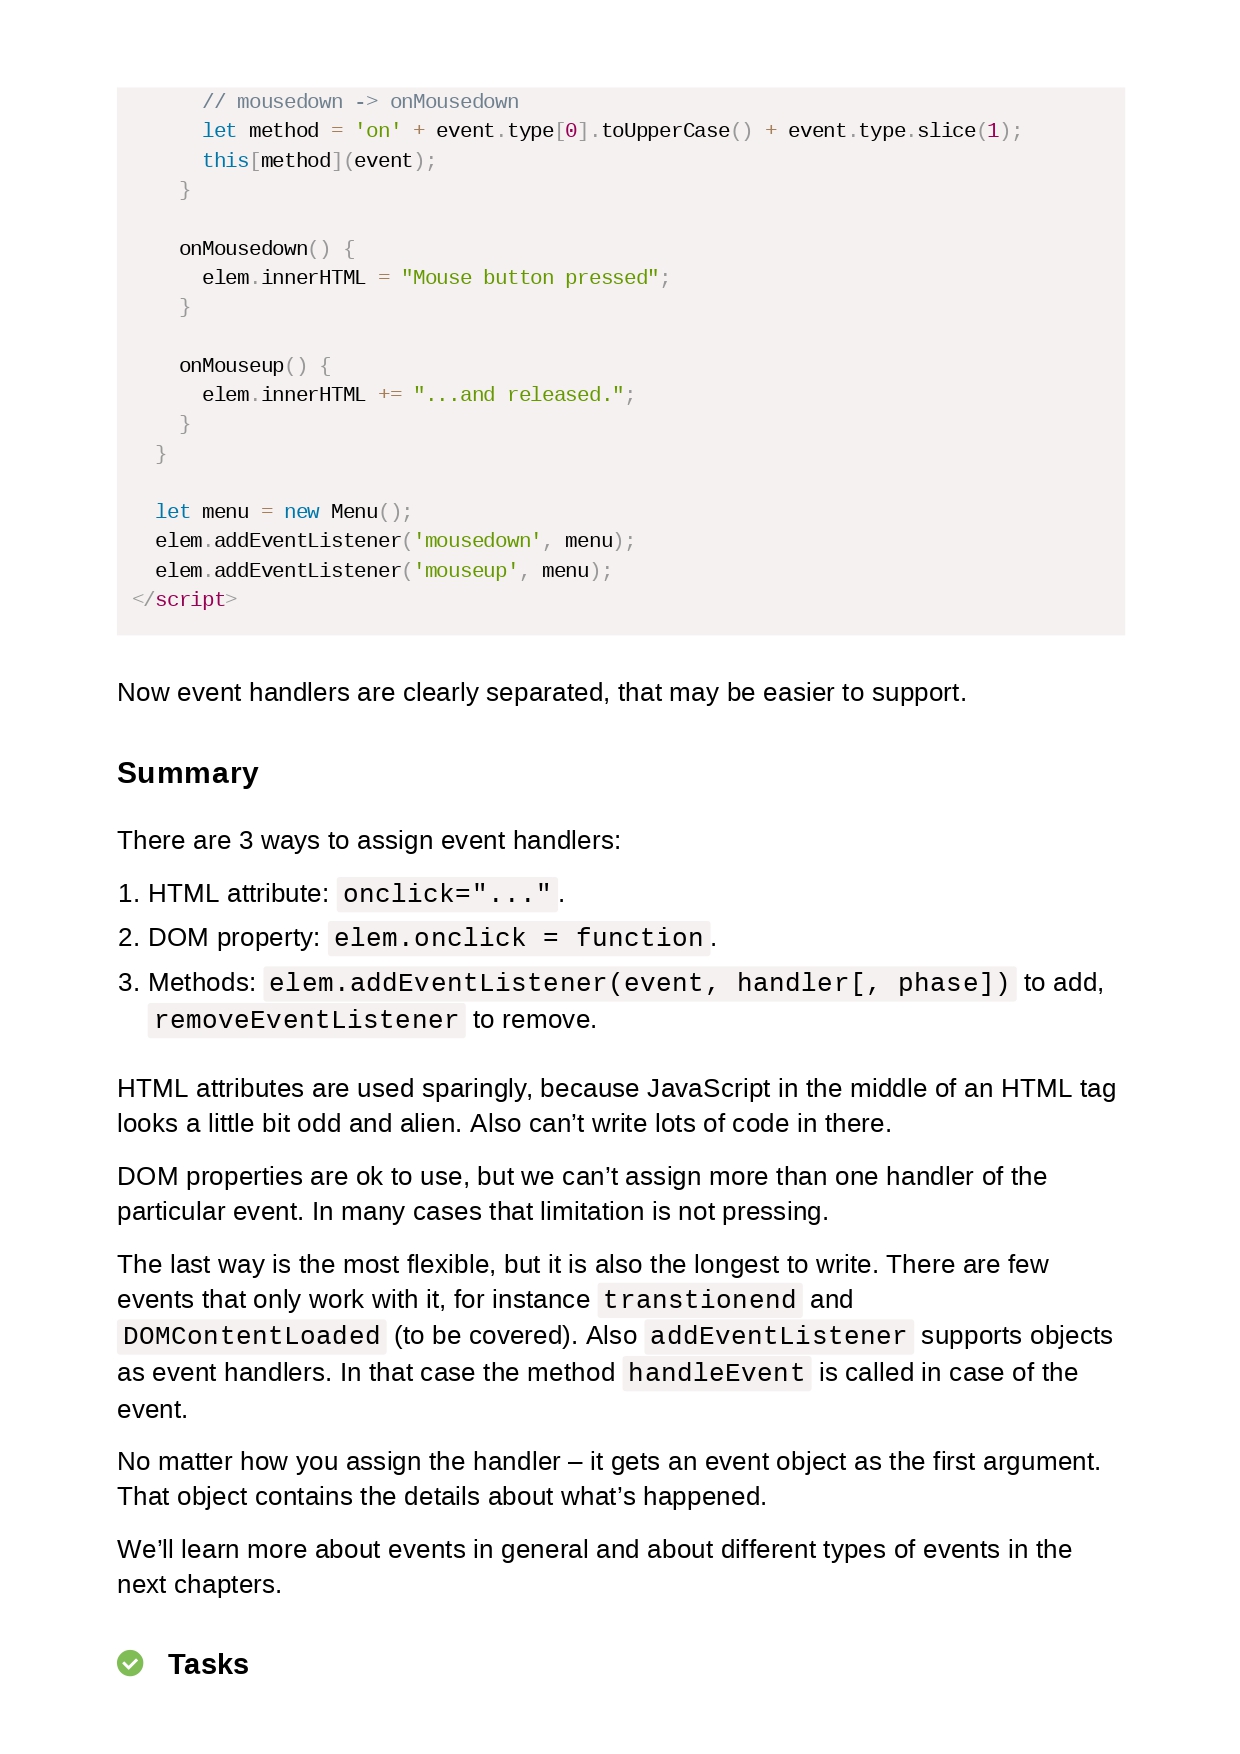 // mousedown -> onMousedown
let method = 'on' + event.type[0].toUpperCase() + event.type.slice(1);
this[method](event);
}
onMousedown() {
elem.innerHTML = "Mouse button pressed";
}
onMouseup() {
elem.innerHTML += "...and released.";
}
}
let menu = new Menu();
elem.addEventListener('mousedown', menu);
elem.addEventListener('mouseup', menu);
</script>
Now event handlers are clearly separated, that may be easier to support.
Summary
There are 3 ways to assign event handlers:
1. HTML attribute: onclick="...".
2. DOM property: elem.onclick = function.
3. Methods: elem.addEventListener(event, handler[, phase]) to add,
removeEventListener to remove.
HTML attributes are used sparingly, because JavaScript in the middle of an HTML tag
looks a little bit odd and alien. Also can’t write lots of code in there.
DOM properties are ok to use, but we can’t assign more than one handler of the
particular event. In many cases that limitation is not pressing.
The last way is the most flexible, but it is also the longest to write. There are few
events that only work with it, for instance transtionend and
DOMContentLoaded (to be covered). Also addEventListener supports objects
as event handlers. In that case the method handleEvent is called in case of the
event.
No matter how you assign the handler – it gets an event object as the first argument.
That object contains the details about what’s happened.
We’ll learn more about events in general and about different types of events in the
next chapters.
Tasks